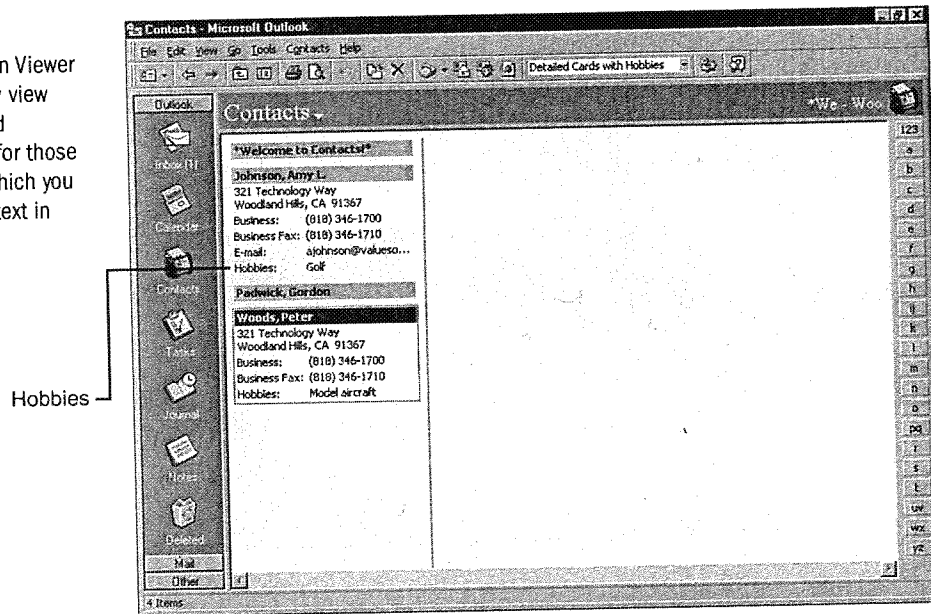 n Viewer
view
d
for those
hich you
text in
Hobbies
Contacts - Microsoft Outlook
File Edit View Go Tools Contacts Help
Detailed Cards with Hobbies
Outlook
Contacts
*We - Woo
Inbox (1)
Calendar
Contacts
Tasks
Journal
Notes
Deleted
Mail
Other
*Welcome to Contacts!*
Johnson, Amy L.
321 Technology Way
Woodland Hills, CA 91367
Business: (818) 346-1700
Business Fax: (818) 346-1710
E-mail: ajohnson@valueso...
Hobbies: Golf
Padwick, Gordon
Woods, Peter
321 Technology Way
Woodland Hills, CA 91367
Business: (818) 346-1700
Business Fax: (818) 346-1710
Hobbies: Model aircraft
123
a
b
c
d
e
f
g
h
ij
k
l
m
n
o
pq
r
s
t
uv
wx
yz
4 Items